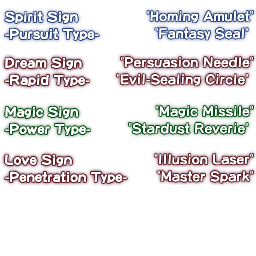 Spirit Sign "Homing Amulet"
-Pursuit Type- "Fantasy Seal"
Dream Sign "Persuasion Needle"
-Rapid Type- "Evil-Sealing Circle"
Magic Sign "Magic Missile"
-Power Type- "Stardust Reverie"
Love Sign "Illusion Laser"
-Penetration Type- "Master Spark"